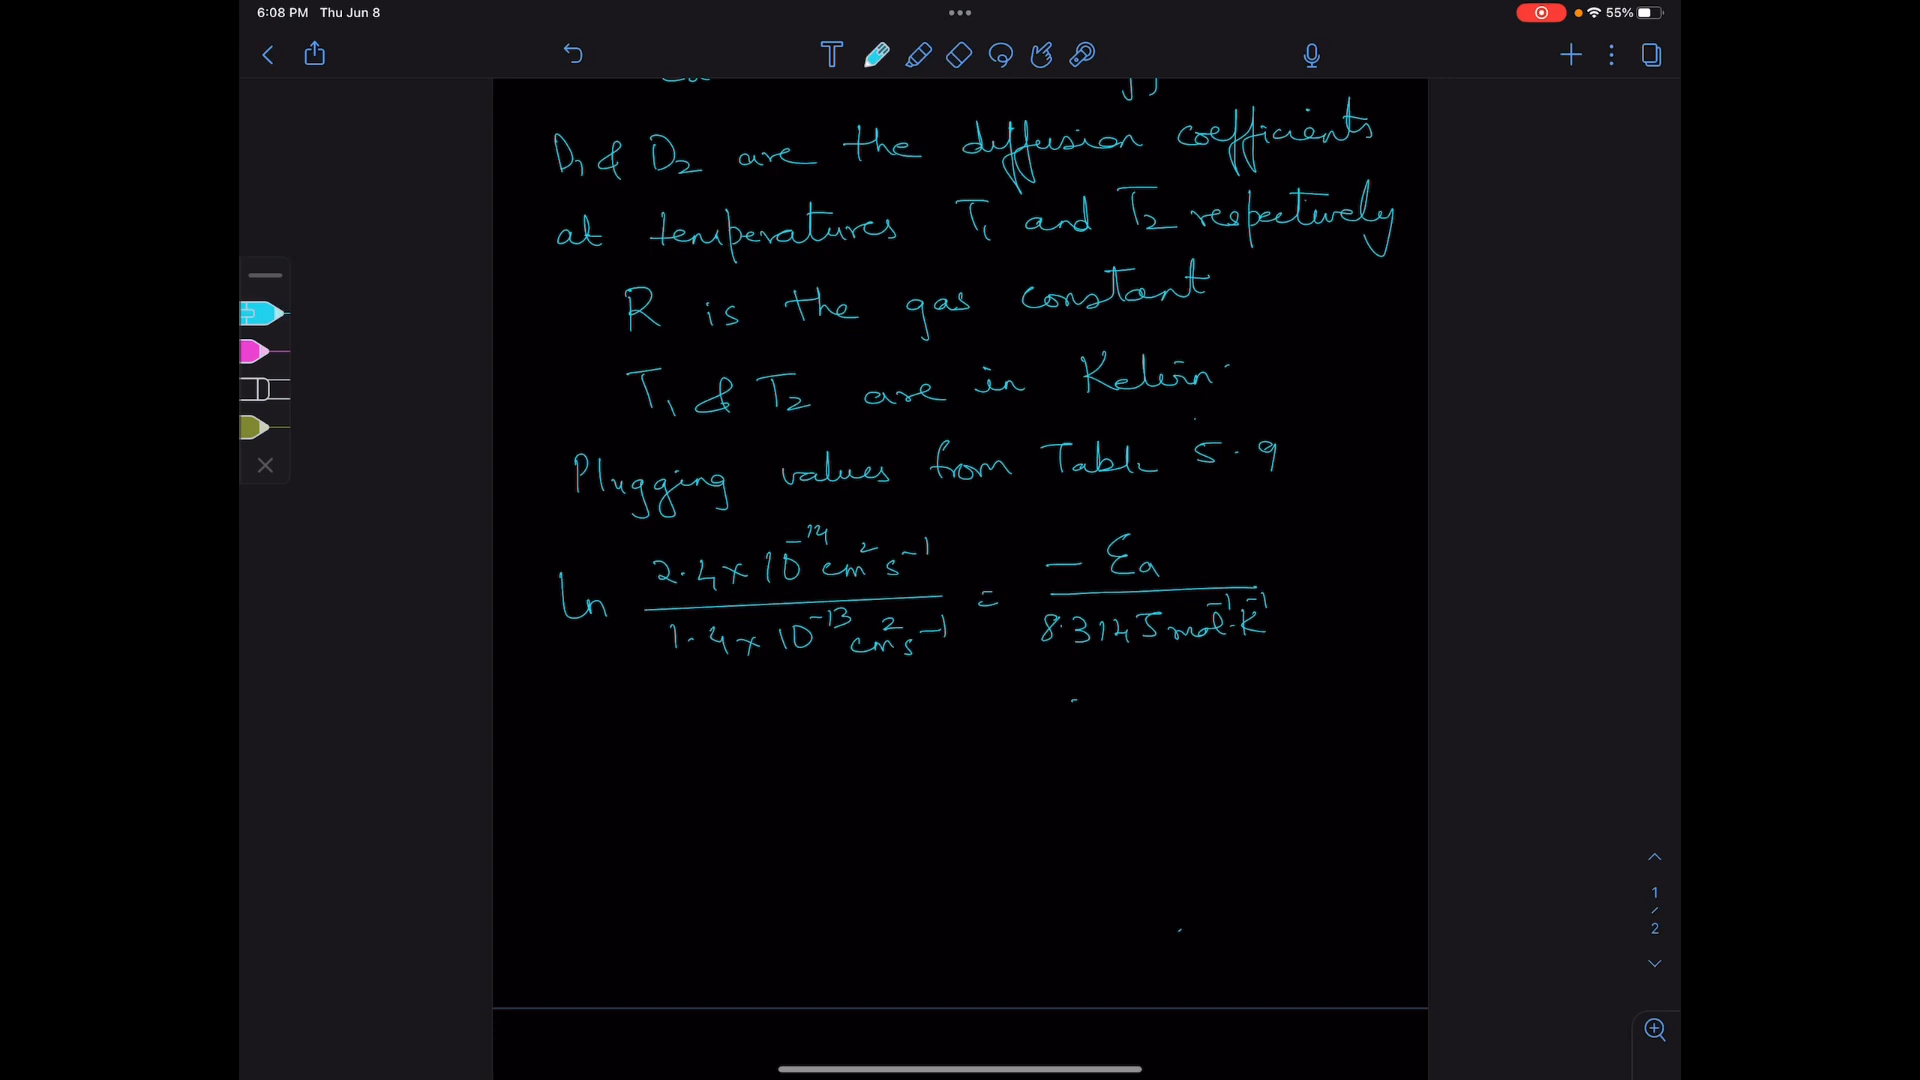 6:08 PM Thu Jun 8
55%
D₁ & D₂ are the diffusion coefficients
at temperatures T₁ and T₂ respectively
R is the gas constant
T₁ & T₂ are in Kelvin.
Plugging values from Table 5.9
ln (2.4 × 10⁻¹⁴ cm² s⁻¹ / 1.4 × 10⁻¹³ cm² s⁻¹) = − Ea / 8.314 J mol⁻¹·K⁻¹
1 / 2